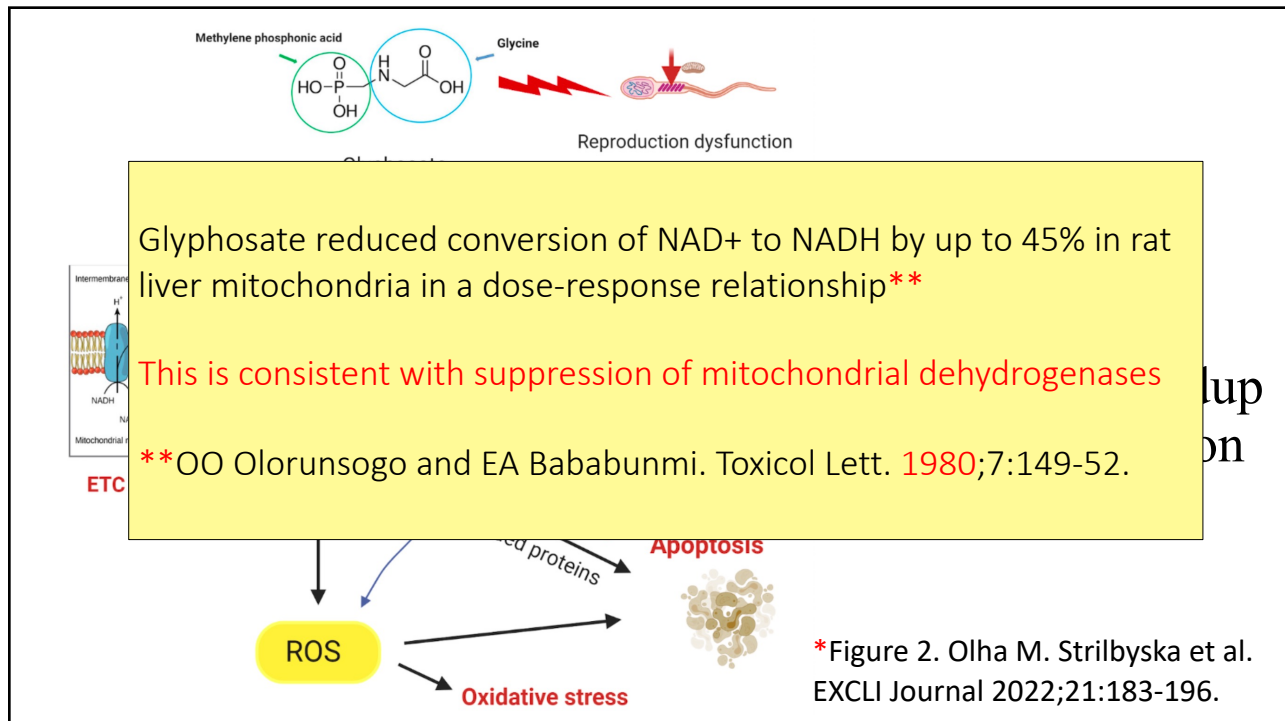 Methylene phosphonic acid
Glycine
O
HO-P
OH
H
N
O
OH
Reproduction dysfunction
Glyphosate reduced conversion of NAD+ to NADH by up to 45% in rat
liver mitochondria in a dose-response relationship**
This is consistent with suppression of mitochondrial dehydrogenases
**OO Olorunsogo and EA Bababunmi. Toxicol Lett. 1980;7:149-52.
Intermembrane
H+
NADH
Mitochondrial
ETC
dup
on
proteins
Apoptosis
ROS
Oxidative stress
*Figure 2. Olha M. Strilbyska et al.
EXCLI Journal 2022;21:183-196.